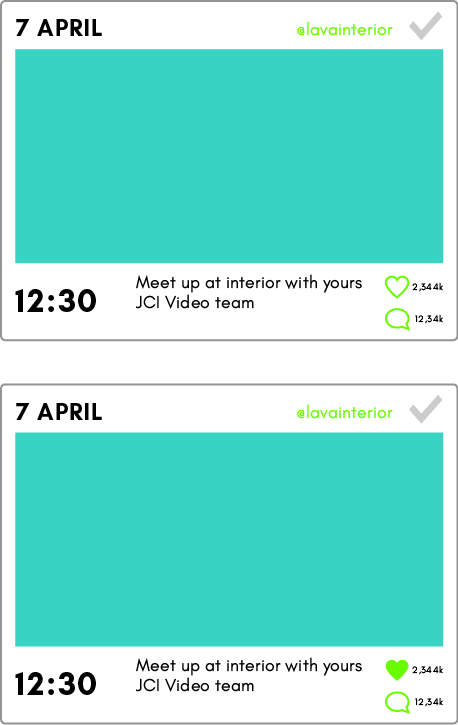 7 APRIL
@lavainterior
Meet up at interior with yours
JCI Video team
12:30
2,344k
12,34k
7 APRIL
@lavainterior
Meet up at interior with yours
JCI Video team
12:30
2,344k
12,34k